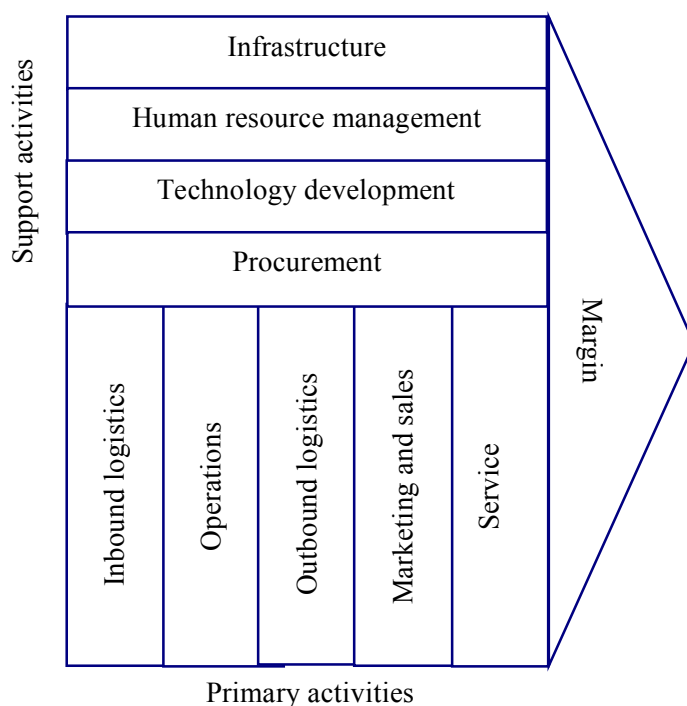 Support activities
Infrastructure
Human resource management
Technology development
Procurement
Inbound logistics
Operations
Outbound logistics
Marketing and sales
Service
Margin
Primary activities